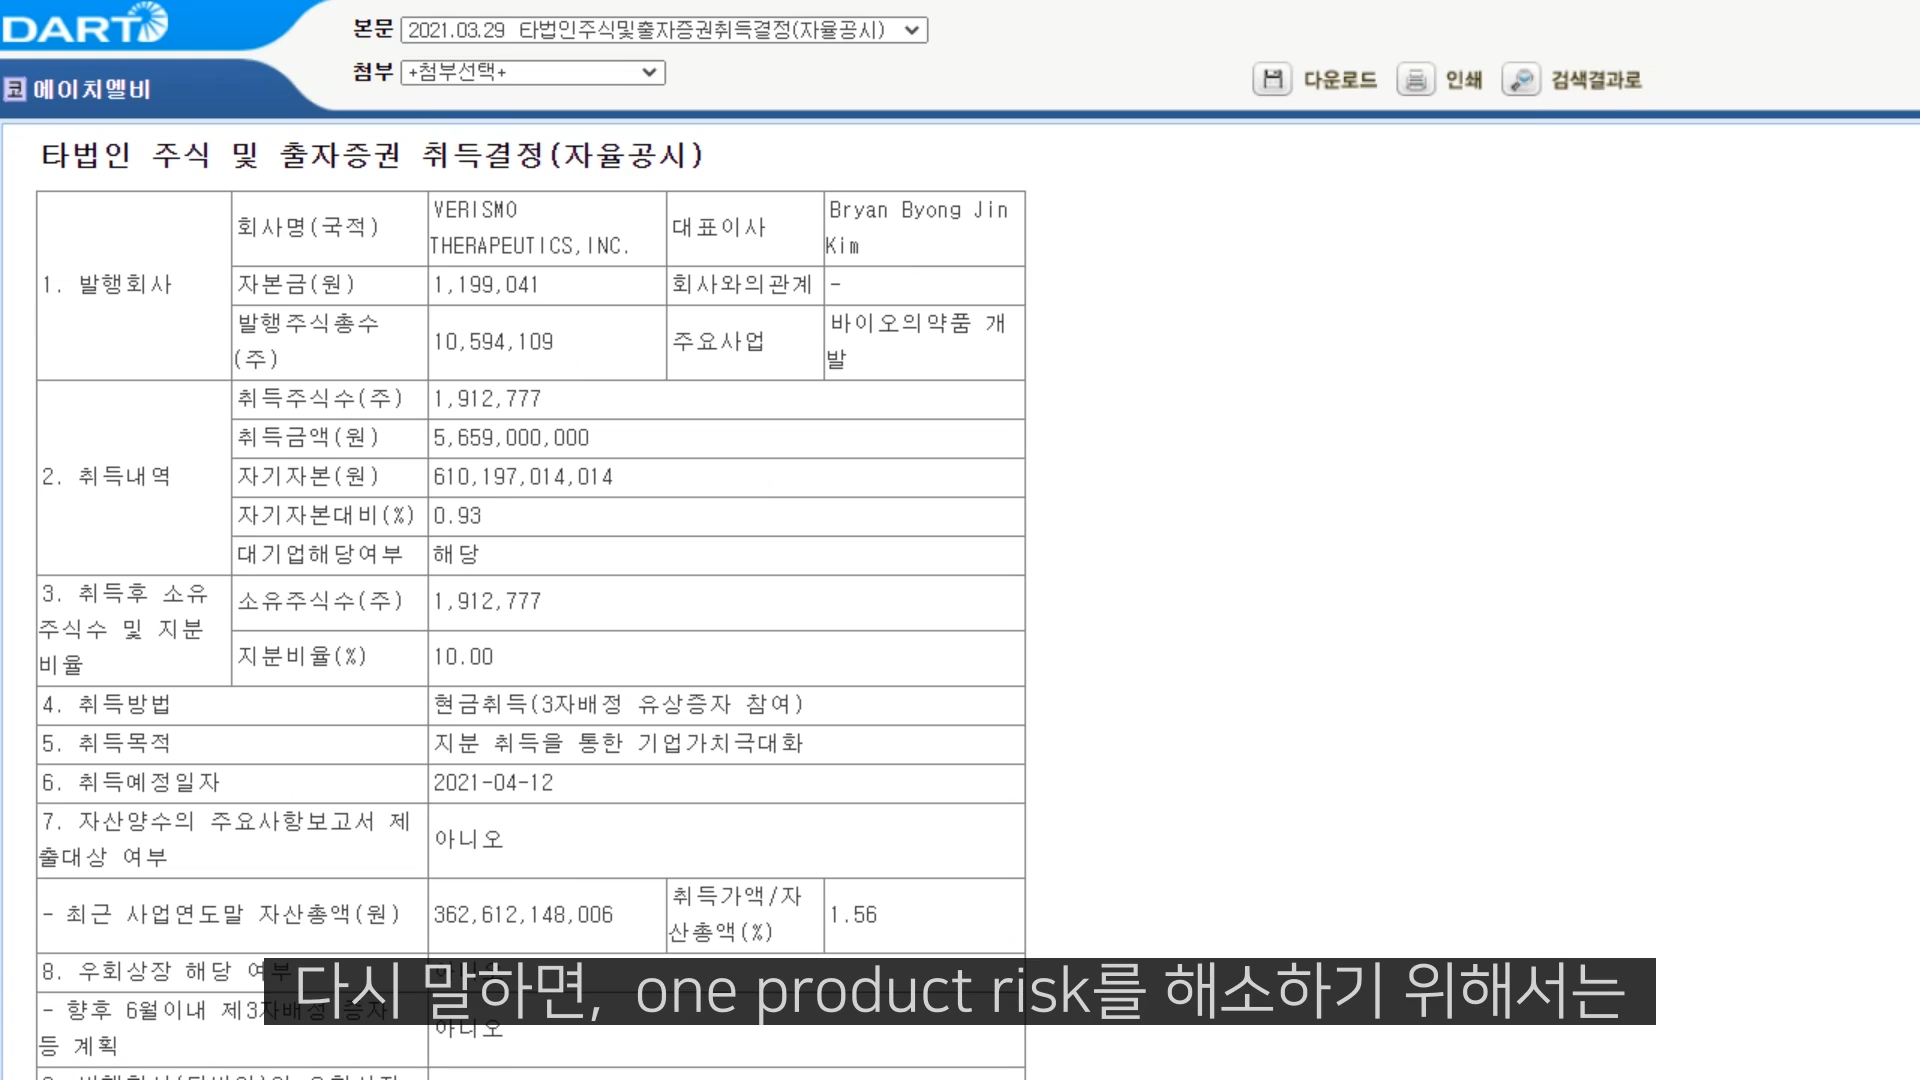 DART
본문 2021.03.29 타법인주식및출자증권취득결정(자율공시)
첨부 +첨부선택+
다운로드 인쇄 검색결과로
코 에이치엘비
타법인 주식 및 출자증권 취득결정(자율공시)
1. 발행회사
회사명(국적)
VERISMO
THERAPEUTICS,INC.
대표이사
Bryan Byong Jin
Kim
자본금(원) 1,199,041 회사와의관계 -
발행주식총수
(주)
10,594,109
주요사업
바이오의약품 개
발
2. 취득내역
취득주식수(주) 1,912,777
취득금액(원) 5,659,000,000
자기자본(원) 610,197,014,014
자기자본대비(%) 0.93
대기업해당여부 해당
3. 취득후 소유
주식수 및 지분
비율
소유주식수(주) 1,912,777
지분비율(%) 10.00
4. 취득방법 현금취득(3자배정 유상증자 참여)
5. 취득목적 지분 취득을 통한 기업가치극대화
6. 취득예정일자 2021-04-12
7. 자산양수의 주요사항보고서 제
출대상 여부
아니오
- 최근 사업연도말 자산총액(원) 362,612,148,006
취득가액/자
산총액(%)
1.56
8. 우회상장 해당 여부
- 향후 6월이내 제3자배정 증자
등 계획
아니오
다시 말하면, one product risk를 해소하기 위해서는